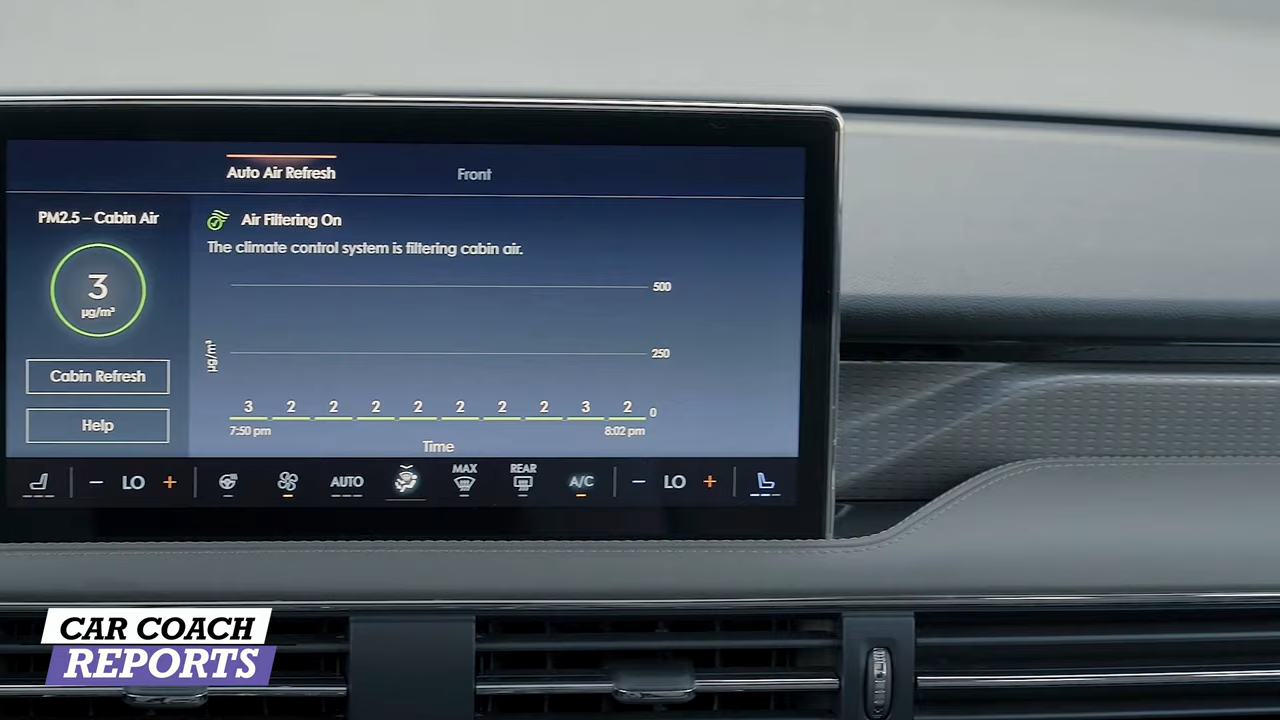 Auto Air Refresh
Front
PM2.5 – Cabin Air
3
µg/m³
Cabin Refresh
Help
Air Filtering On
The climate control system is filtering cabin air.
500
250
0
µg/m³
3 2 2 2 2 2 2 2 3 2
7:50 pm
8:02 pm
Time
− LO +
AUTO
MAX
REAR
A/C
− LO +
CAR COACH
REPORTS